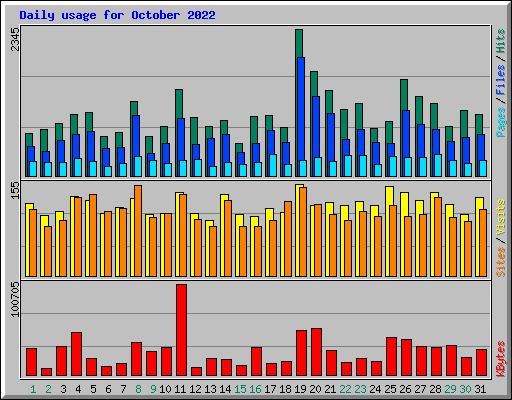 Daily usage for October 2022
2345
Pages / Files / Hits
155
Sites / Visits
100705
KBytes
1 2 3 4 5 6 7 8 9 10 11 12 13 14 15 16 17 18 19 20 21 22 23 24 25 26 27 28 29 30 31